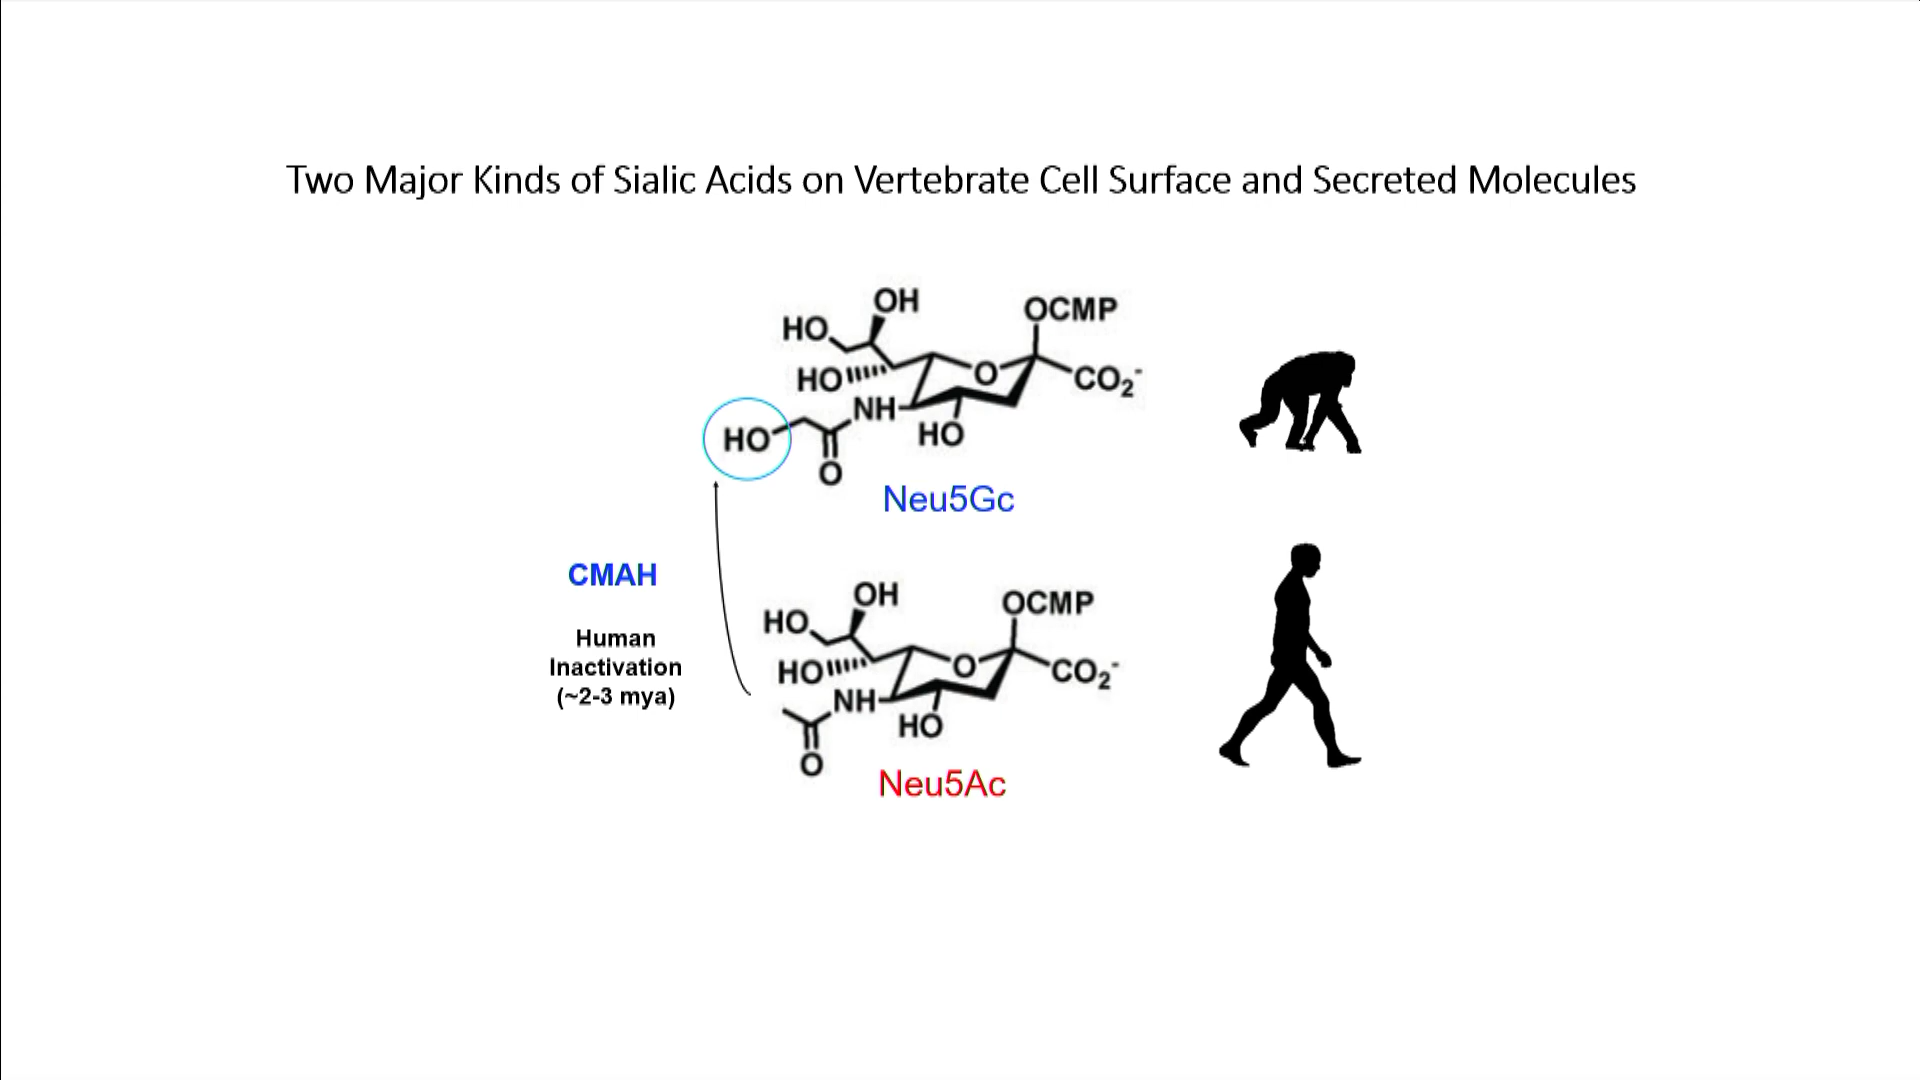 Two Major Kinds of Sialic Acids on Vertebrate Cell Surface and Secreted Molecules
OH
HO
OCMP
HO
O
CO₂⁻
NH
HO
HO
O
Neu5Gc
CMAH
Human
Inactivation
(~2-3 mya)
OH
HO
OCMP
HO
O
CO₂⁻
NH
HO
O
Neu5Ac